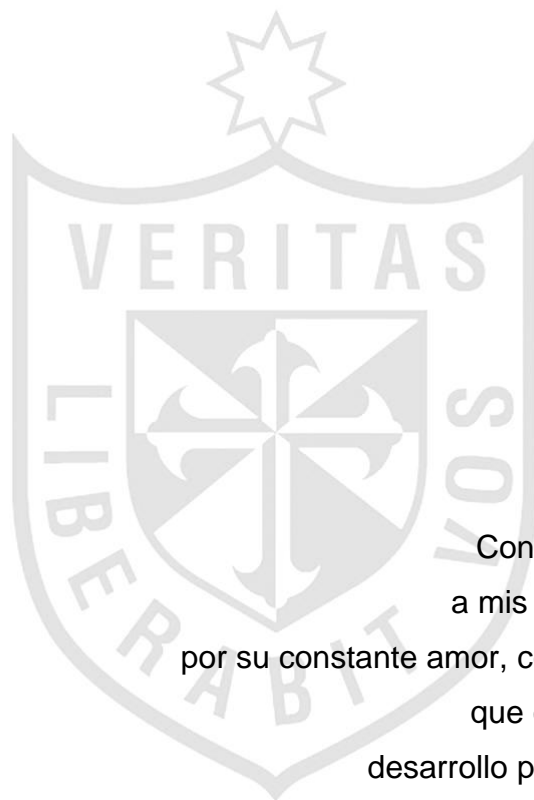 VERITAS
LIBERABIT VOS
Con
a mis
por su constante amor, c
que
desarrollo p